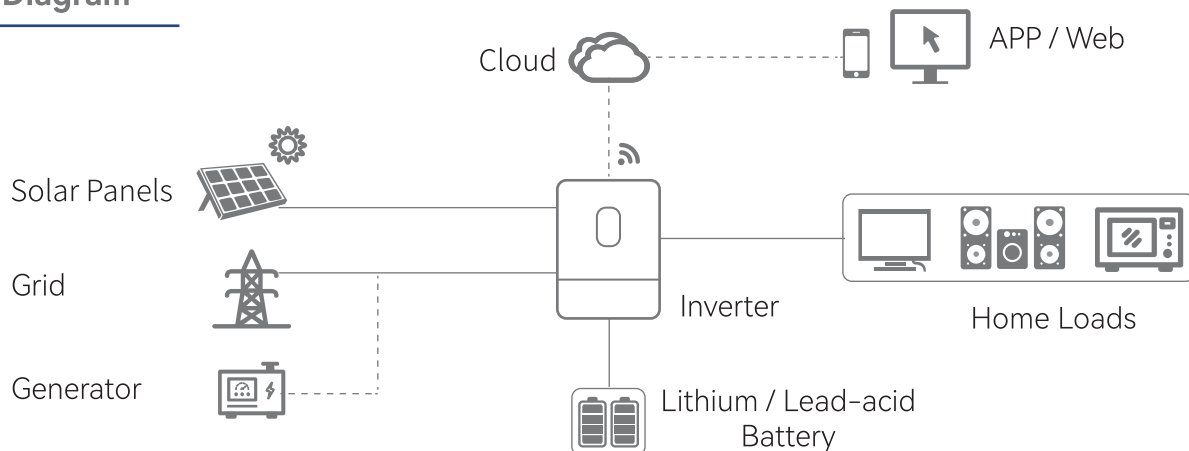 Diagram
Cloud
APP / Web
Solar Panels
Grid
Inverter
Home Loads
Generator
Lithium / Lead-acid
Battery